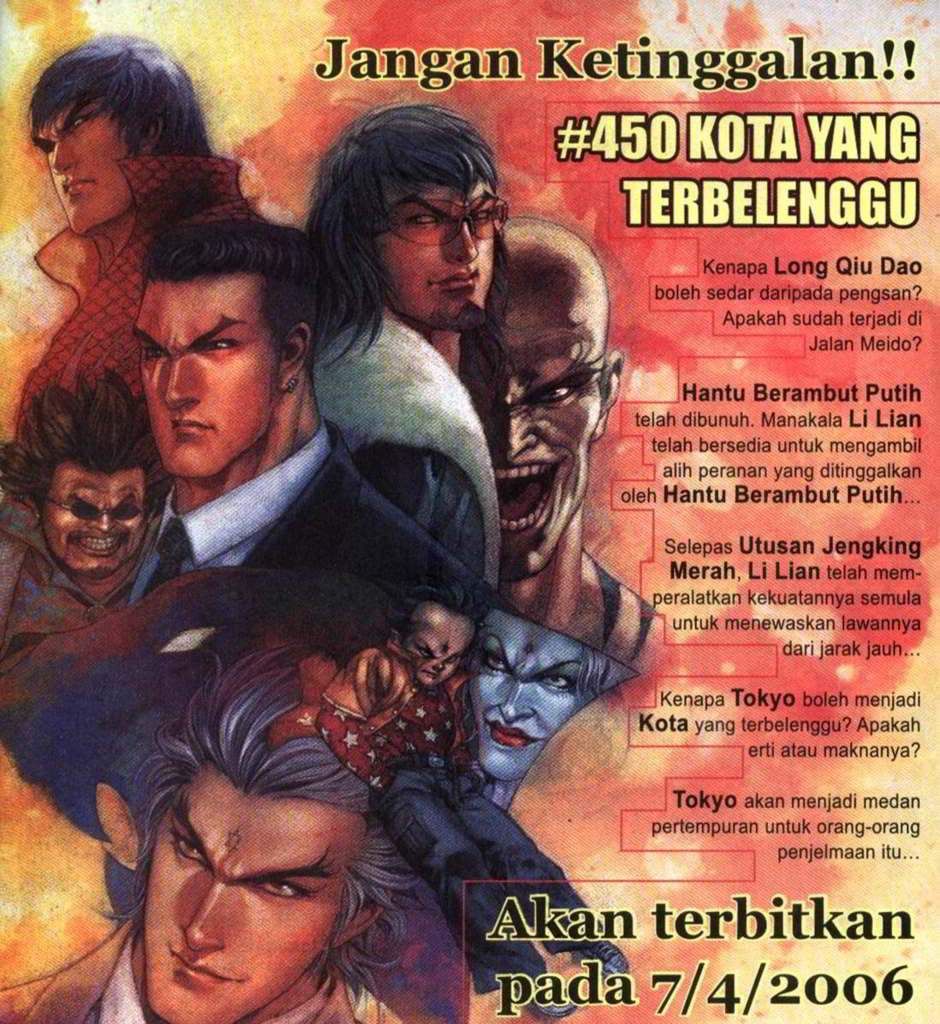 Jangan Ketinggalan!!
#450 KOTA YANG
TERBELENGGU
Kenapa Long Qiu Dao
boleh sedar daripada pengsan?
Apakah sudah terjadi di
Jalan Meido?
Hantu Berambut Putih
telah dibunuh. Manakala Li Lian
telah bersedia untuk mengambil
alih peranan yang ditinggalkan
oleh Hantu Berambut Putih...
Selepas Utusan Jengking
Merah, Li Lian telah mem-
peralatkan kekuatannya semula
untuk menewaskan lawannya
dari jarak jauh...
Kenapa Tokyo boleh menjadi
Kota yang terbelenggu? Apakah
erti atau maknanya?
Tokyo akan menjadi medan
pertempuran untuk orang-orang
penjelmaan itu...
Akan terbitkan
pada 7/4/2006